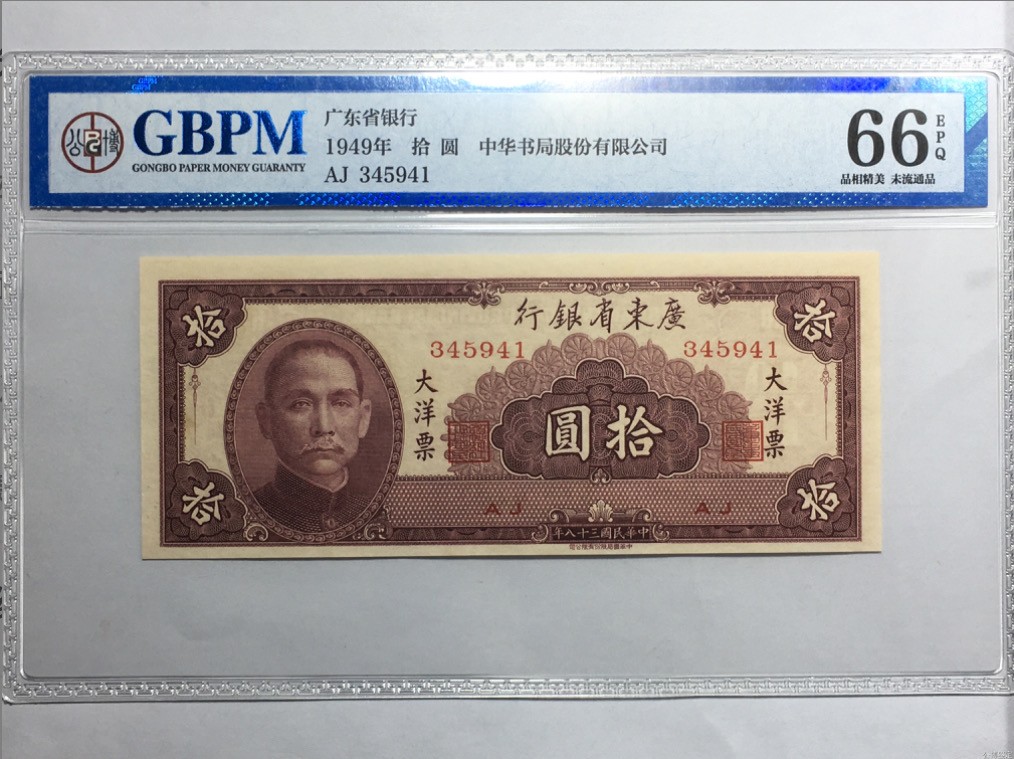 GBPM
GONGBO PAPER MONEY GUARANTY
广东省银行
1949年 拾 圆 中华书局股份有限公司
AJ 345941
66
EPQ
品相精美 未流通品
行銀省東廣
345941 345941
拾 拾
大洋票 大洋票
圓拾
AJ AJ
拾 拾
年八十三國民華中